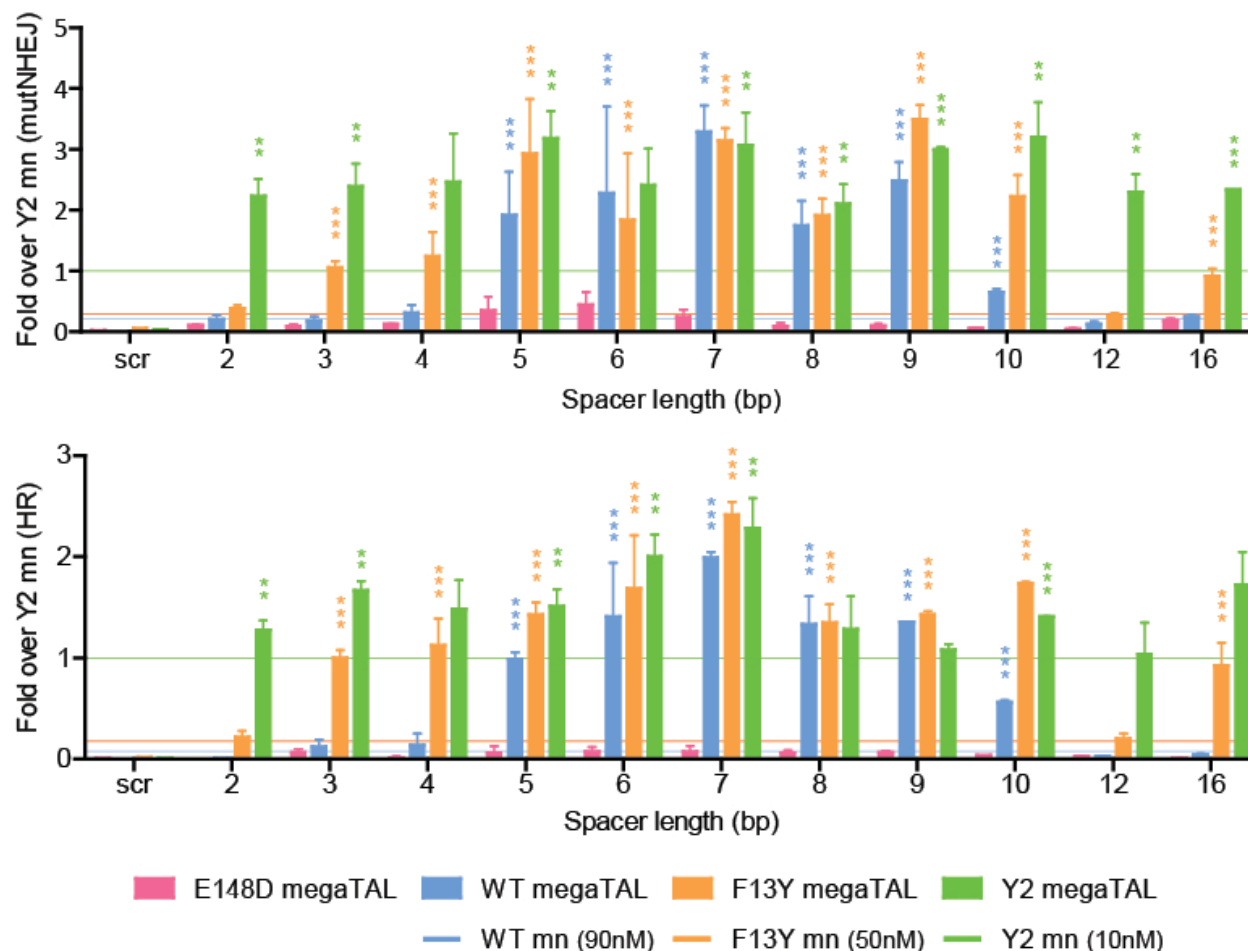 Fold over Y2 mn (mutNHEJ)
5
4
3
2
1
0
*** ** *** *** *** *** ** *** *** ** *** *** *** ** *** *** ** ** *** *** *** *** ** ** *** ***
scr 2 3 4 5 6 7 8 9 10 12 16
Spacer length (bp)
Fold over Y2 mn (HR)
3
2
1
0
scr 2 3 4 5 6 7 8 9 10 12 16
Spacer length (bp)
E148D megaTAL WT megaTAL F13Y megaTAL Y2 megaTAL
WT mn (90nM) F13Y mn (50nM) Y2 mn (10nM)